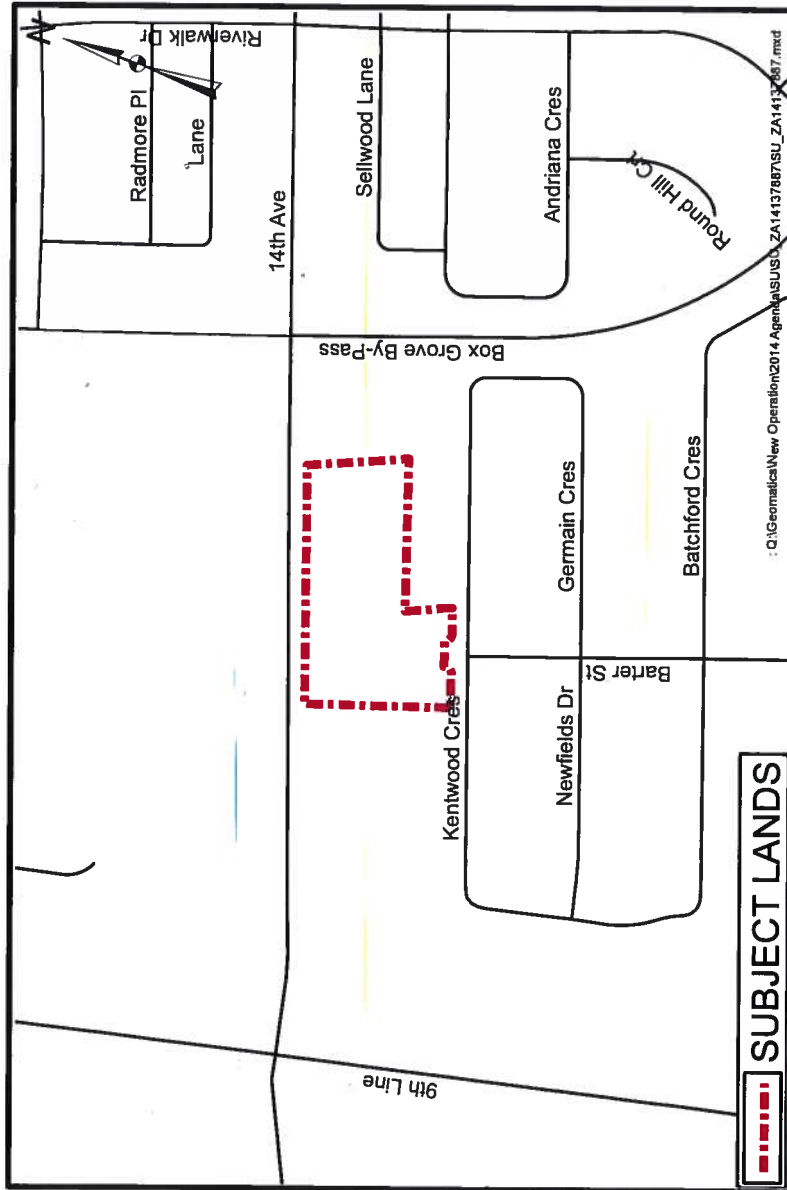 N
Riverwalk Dr
Radmore Pl
Lane
14th Ave
Sellwood Lane
Andriana Cres
Round Hill Crt
Box Grove By-Pass
Kentwood Cres
Germain Cres
Newfields Dr
Barter St
Batchford Cres
9th Line
SUBJECT LANDS
: Q:\Geomatics\New Operation\2014 Agenda\SU\SU_ZA14137887\SU_ZA14137887.mxd